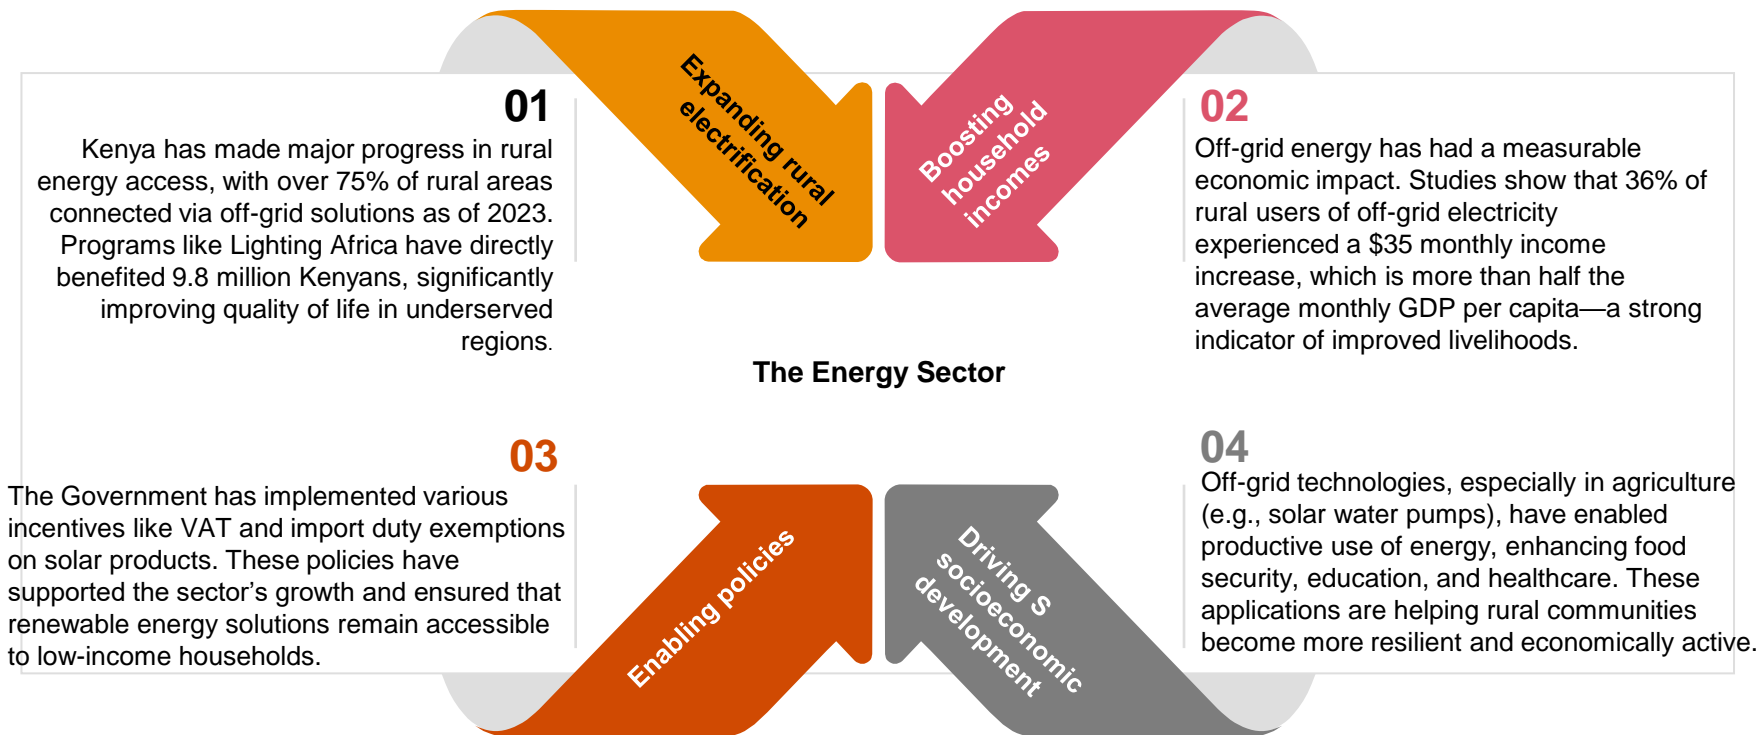 01
Kenya has made major progress in rural
energy access, with over 75% of rural areas
connected via off-grid solutions as of 2023.
Programs like Lighting Africa have directly
benefited 9.8 million Kenyans, significantly
improving quality of life in underserved
regions.
Expanding rural
electrification
Boosting
household
incomes
02
Off-grid energy has had a measurable
economic impact. Studies show that 36% of
rural users of off-grid electricity
experienced a $35 monthly income
increase, which is more than half the
average monthly GDP per capita—a strong
indicator of improved livelihoods.
The Energy Sector
03
The Government has implemented various
incentives like VAT and import duty exemptions
on solar products. These policies have
supported the sector’s growth and ensured that
renewable energy solutions remain accessible
to low-income households.
Enabling policies
Driving S
socioeconomic
development
04
Off-grid technologies, especially in agriculture
(e.g., solar water pumps), have enabled
productive use of energy, enhancing food
security, education, and healthcare. These
applications are helping rural communities
become more resilient and economically active.